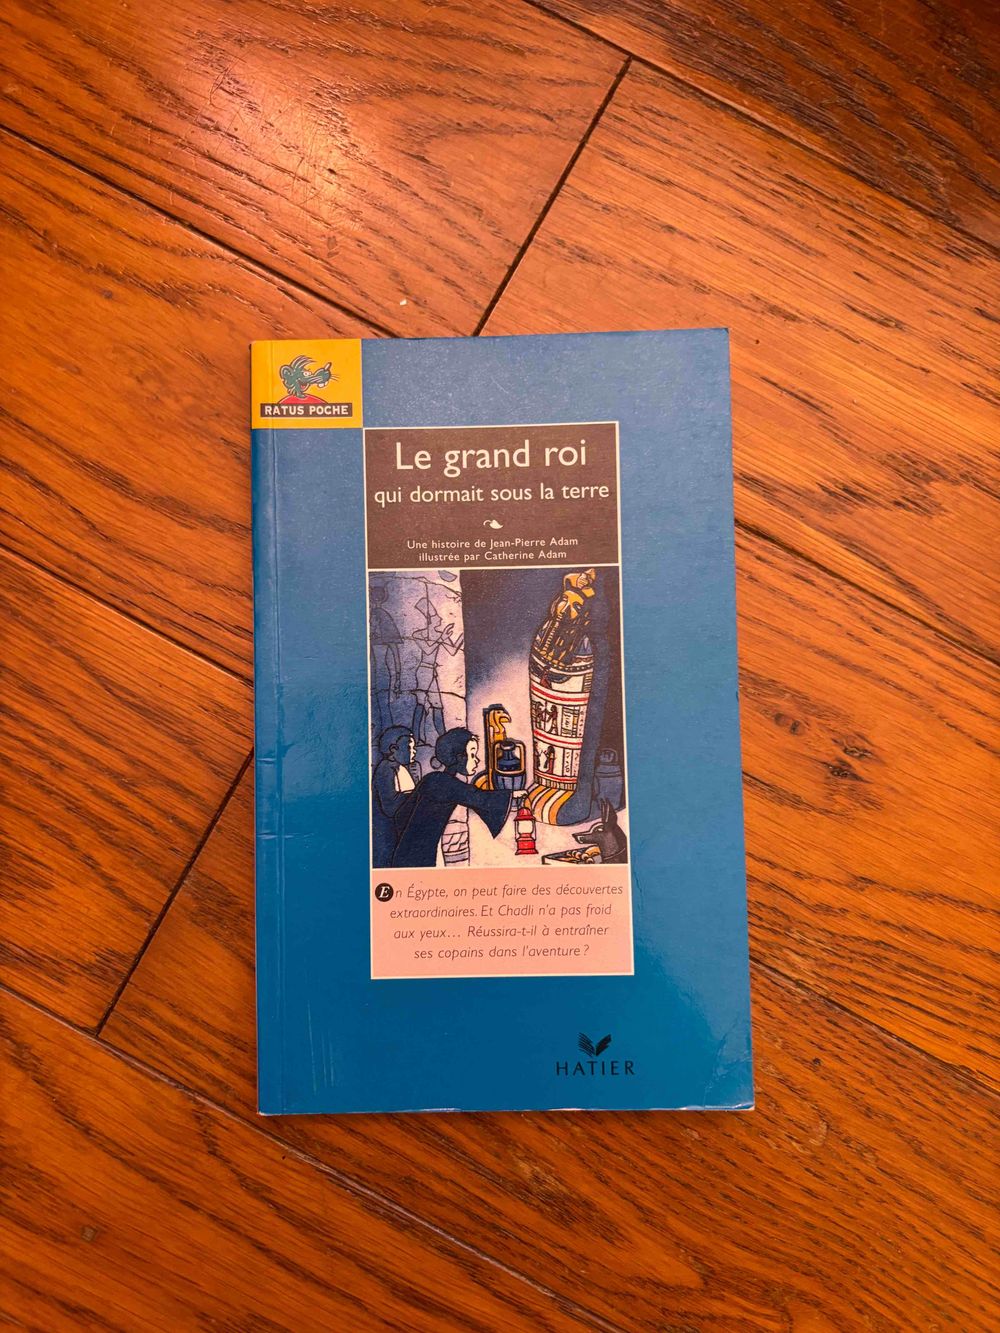 RATUS POCHE
Le grand roi
qui dormait sous la terre
Une histoire de Jean-Pierre Adam
illustrée par Catherine Adam
En Égypte, on peut faire des découvertes
extraordinaires. Et Chadli n'a pas froid
aux yeux... Réussira-t-il à entraîner
ses copains dans l'aventure ?
HATIER